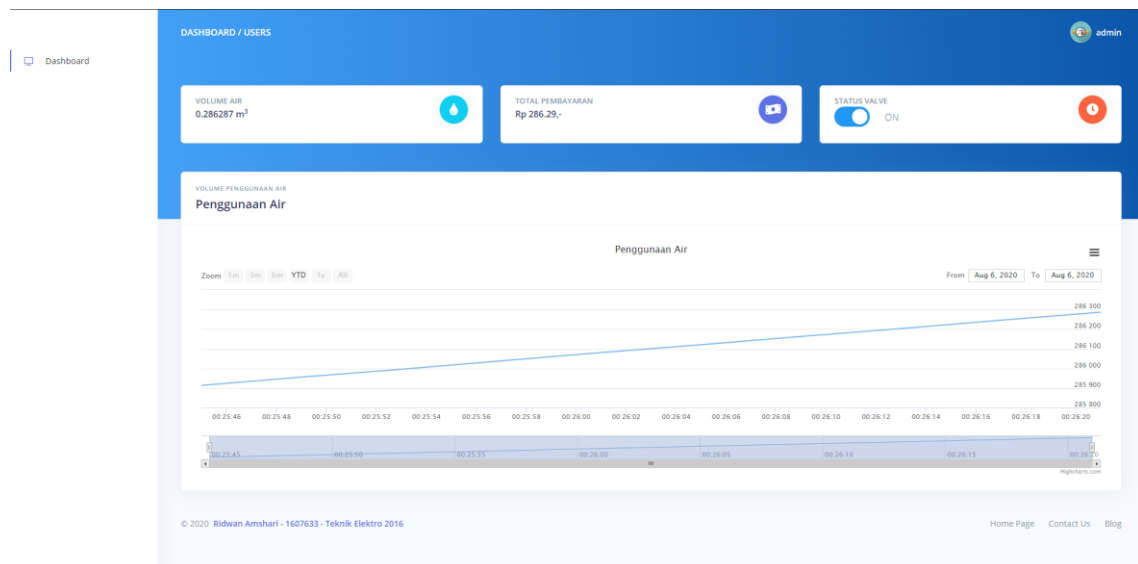 DASHBOARD / USERS
admin
Dashboard
VOLUME AIR
0.286287 m³
TOTAL PEMBAYARAN
Rp 286.29,-
STATUS VALVE
ON
VOLUME PENGGUNAAN AIR
Penggunaan Air
Penggunaan Air
Zoom 1m 3m 6m YTD 1y All
From Aug 6, 2020 To Aug 6, 2020
286 300
286 200
286 100
286 000
285 900
285 800
00:25:46 00:25:48 00:25:50 00:25:52 00:25:54 00:25:56 00:25:58 00:26:00 00:26:02 00:26:04 00:26:06 00:26:08 00:26:10 00:26:12 00:26:14 00:26:16 00:26:18 00:26:20
00:25:45 00:25:50 00:25:55 00:26:00 00:26:05 00:26:10 00:26:15 00:26:20
Highcharts.com
© 2020 Ridwan Amshari - 1607633 - Teknik Elektro 2016
Home Page Contact Us Blog